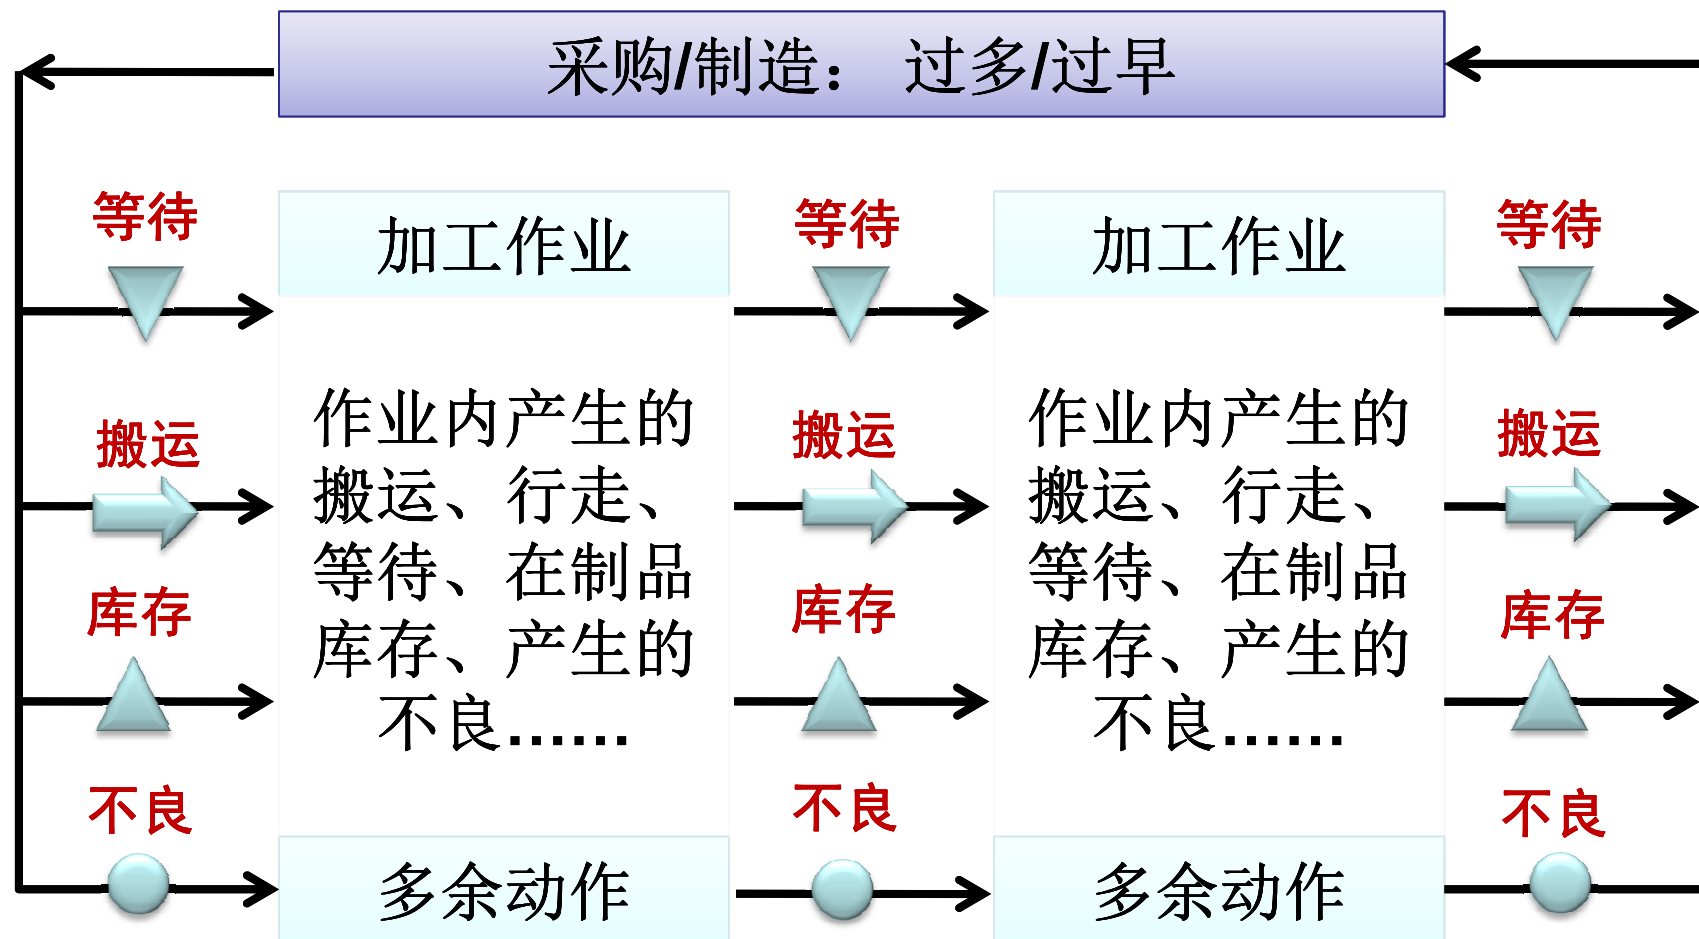 采购/制造： 过多/过早
等待
搬运
库存
不良
加工作业
作业内产生的
搬运、行走、
等待、在制品
库存、产生的
不良......
多余动作
等待
搬运
库存
不良
加工作业
作业内产生的
搬运、行走、
等待、在制品
库存、产生的
不良......
多余动作
等待
搬运
库存
不良